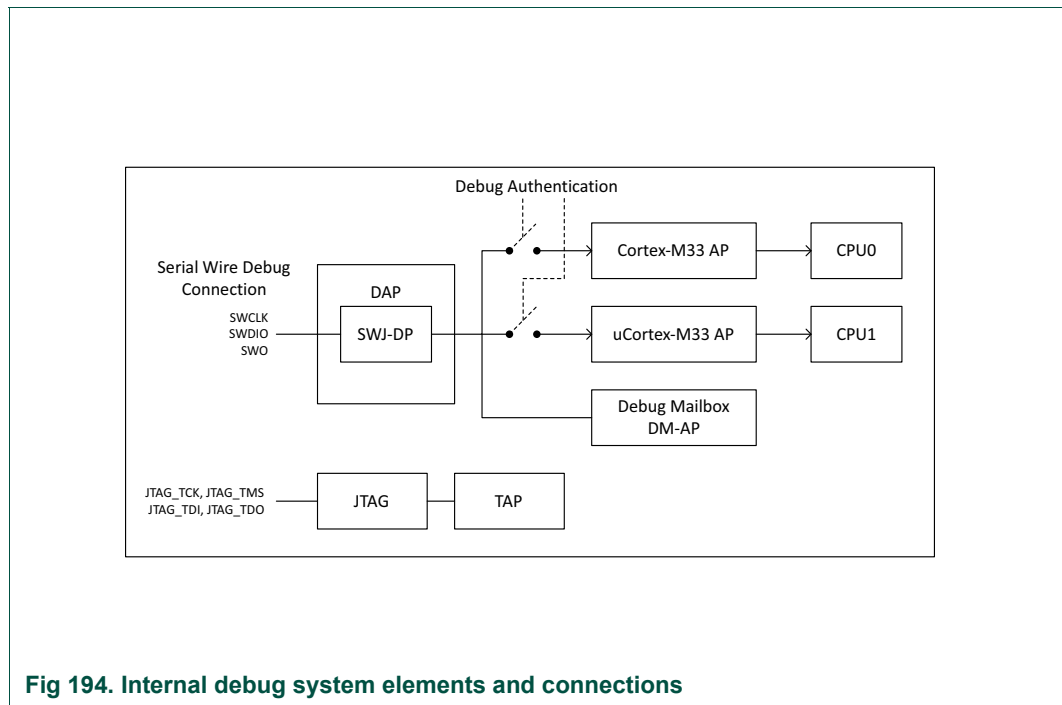 Debug Authentication
Cortex-M33 AP
CPU0
Serial Wire Debug
Connection
DAP
SWCLK
SWDIO
SWO
SWJ-DP
uCortex-M33 AP
CPU1
Debug Mailbox
DM-AP
JTAG_TCK, JTAG_TMS
JTAG_TDI, JTAG_TDO
JTAG
TAP
Fig 194. Internal debug system elements and connections